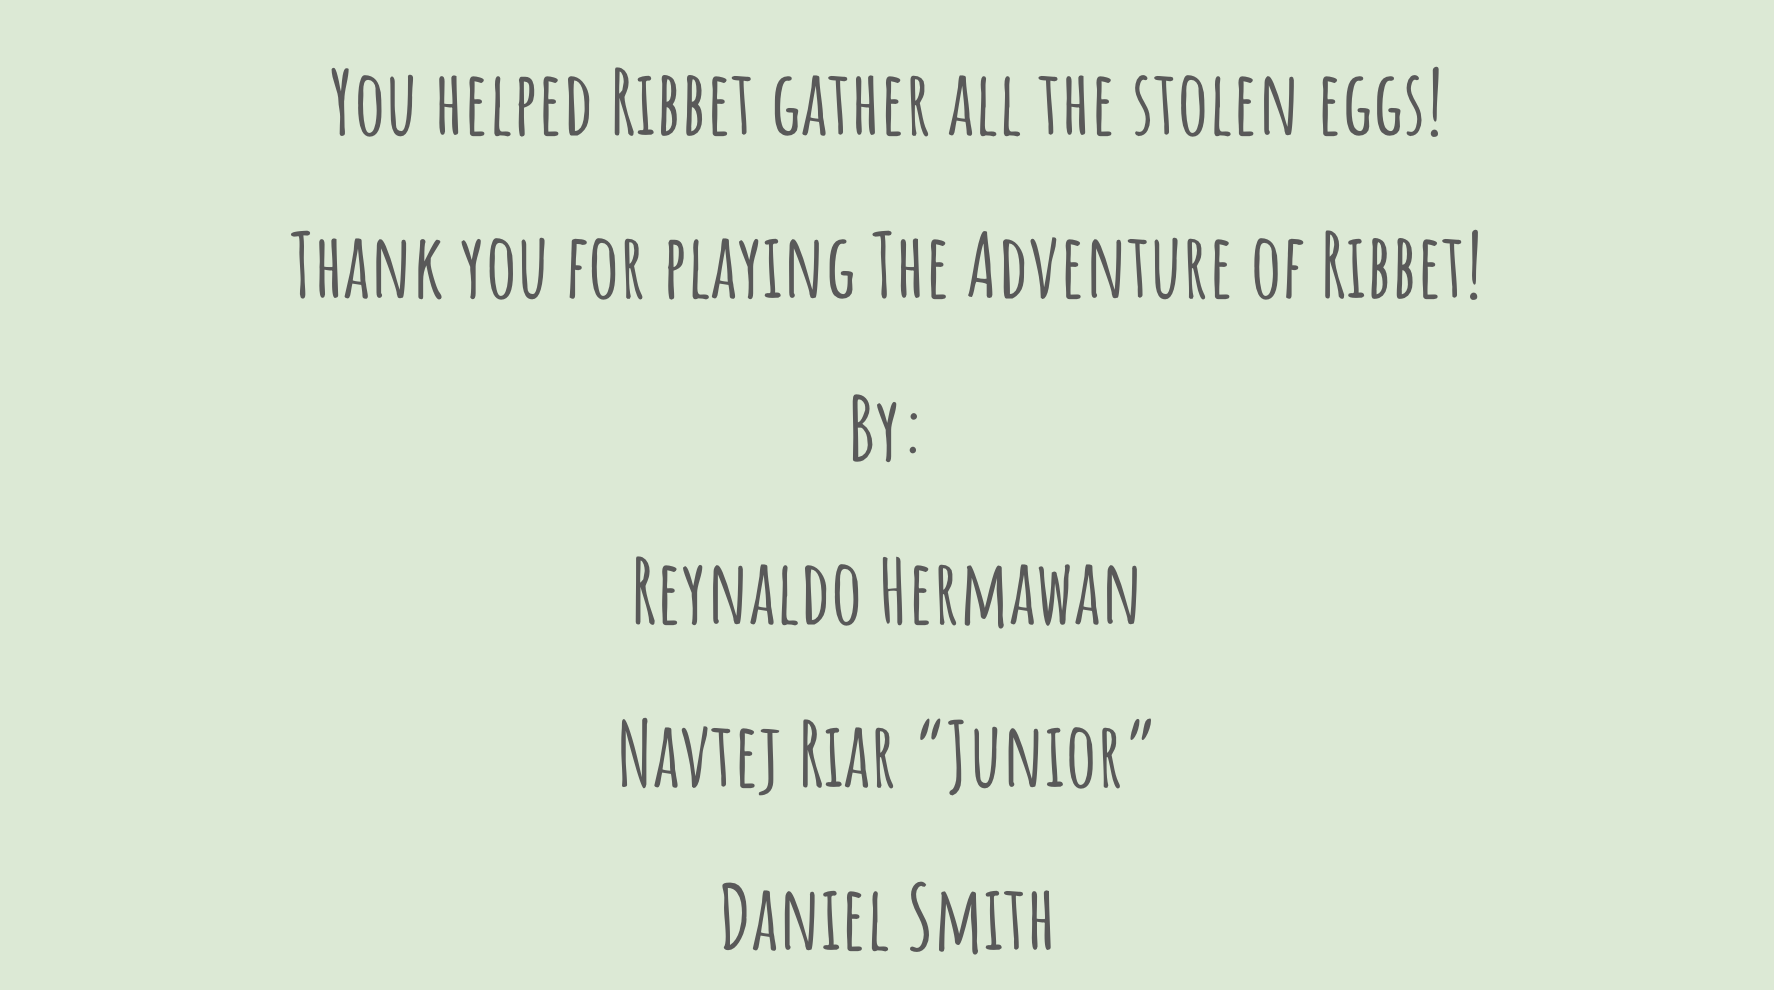 You helped Ribbet gather all the stolen eggs!
Thank you for playing The Adventure of Ribbet!
By:
Reynaldo Hermawan
Navtej Riar “Junior”
Daniel Smith